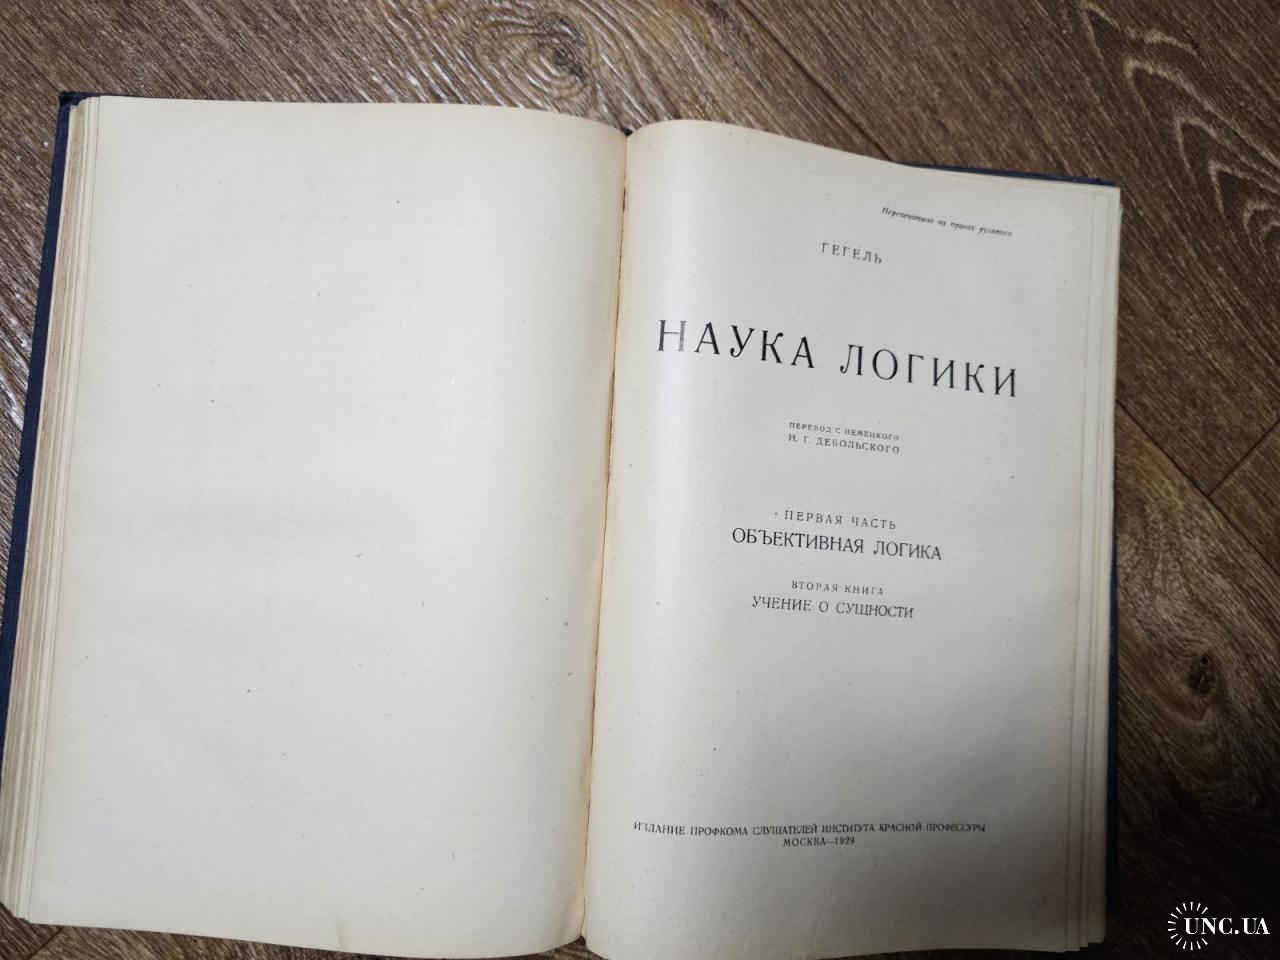 Перепечатано на правах рукописи
ГЕГЕЛЬ
НАУКА ЛОГИКИ
ПЕРЕВОД С НЕМЕЦКОГО
Н. Г. ДЕБОЛЬСКОГО
ПЕРВАЯ ЧАСТЬ
ОБЪЕКТИВНАЯ ЛОГИКА
ВТОРАЯ КНИГА
УЧЕНИЕ О СУЩНОСТИ
ИЗДАНИЕ ПРОФКОМА СЛУШАТЕЛЕЙ ИНСТИТУТА КРАСНОЙ ПРОФЕССУРЫ
МОСКВА—1929
UNC.UA